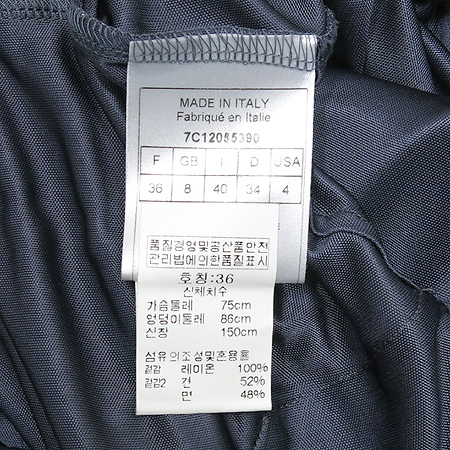 MADE IN ITALY
Fabriqué en Italie
7C12055390
F GB I D USA
36 8 40 34 4
품질경영및공산품안전
관리법에의한품질표시
호칭:36
신체치수
가슴둘레 75cm
엉덩이둘레 86cm
신장 150cm
섬유의조성및혼용율
겉감 레이온 100%
겉감2 견 52%
면 48%